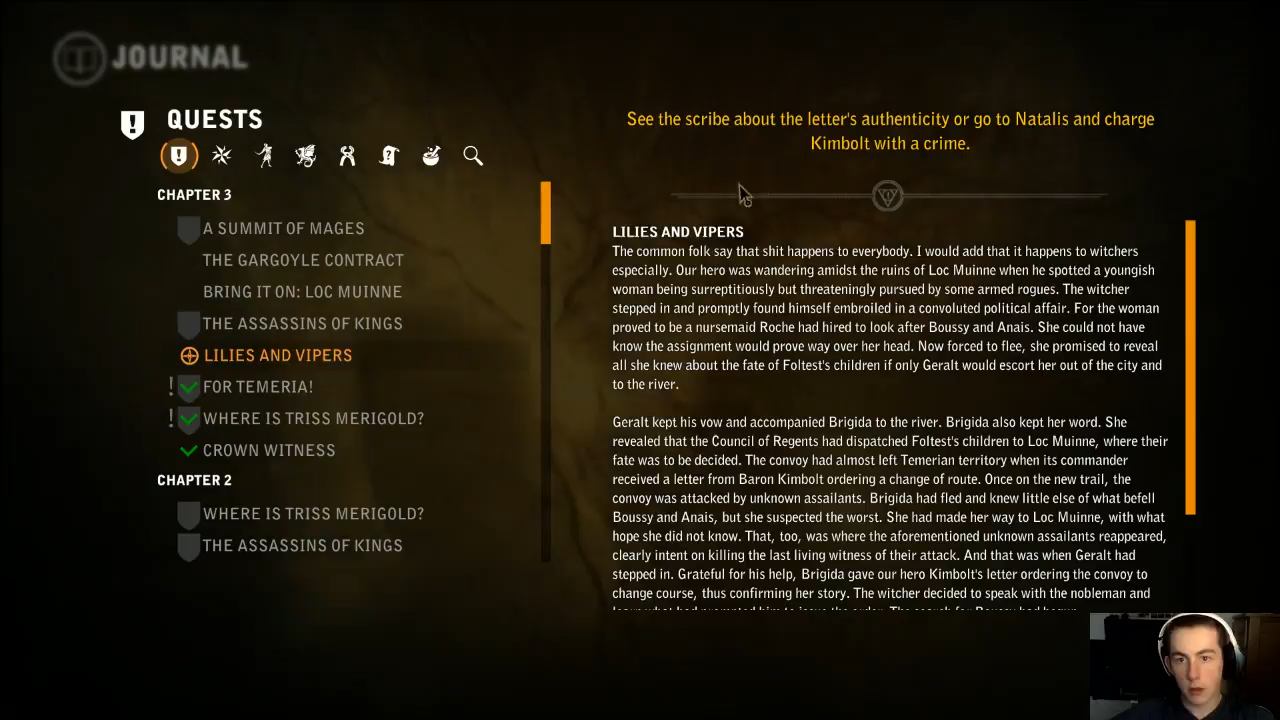 JOURNAL
QUESTS
CHAPTER 3
A SUMMIT OF MAGES
THE GARGOYLE CONTRACT
BRING IT ON: LOC MUINNE
THE ASSASSINS OF KINGS
LILIES AND VIPERS
! FOR TEMERIA!
! WHERE IS TRISS MERIGOLD?
CROWN WITNESS
CHAPTER 2
WHERE IS TRISS MERIGOLD?
THE ASSASSINS OF KINGS
See the scribe about the letter's authenticity or go to Natalis and charge
Kimbolt with a crime.
LILIES AND VIPERS
The common folk say that shit happens to everybody. I would add that it happens to witchers
especially. Our hero was wandering amidst the ruins of Loc Muinne when he spotted a youngish
woman being surreptitiously but threateningly pursued by some armed rogues. The witcher
stepped in and promptly found himself embroiled in a convoluted political affair. For the woman
proved to be a nursemaid Roche had hired to look after Boussy and Anais. She could not have
know the assignment would prove way over her head. Now forced to flee, she promised to reveal
all she knew about the fate of Foltest's children if only Geralt would escort her out of the city and
to the river.
Geralt kept his vow and accompanied Brigida to the river. Brigida also kept her word. She
revealed that the Council of Regents had dispatched Foltest's children to Loc Muinne, where their
fate was to be decided. The convoy had almost left Temerian territory when its commander
received a letter from Baron Kimbolt ordering a change of route. Once on the new trail, the
convoy was attacked by unknown assailants. Brigida had fled and knew little else of what befell
Boussy and Anais, but she suspected the worst. She had made her way to Loc Muinne, with what
hope she did not know. That, too, was where the aforementioned unknown assailants reappeared,
clearly intent on killing the last living witness of their attack. And that was when Geralt had
stepped in. Grateful for his help, Brigida gave our hero Kimbolt's letter ordering the convoy to
change course, thus confirming her story. The witcher decided to speak with the nobleman and
learn what had prompted him to issue the order. The search for Boussy had begun.